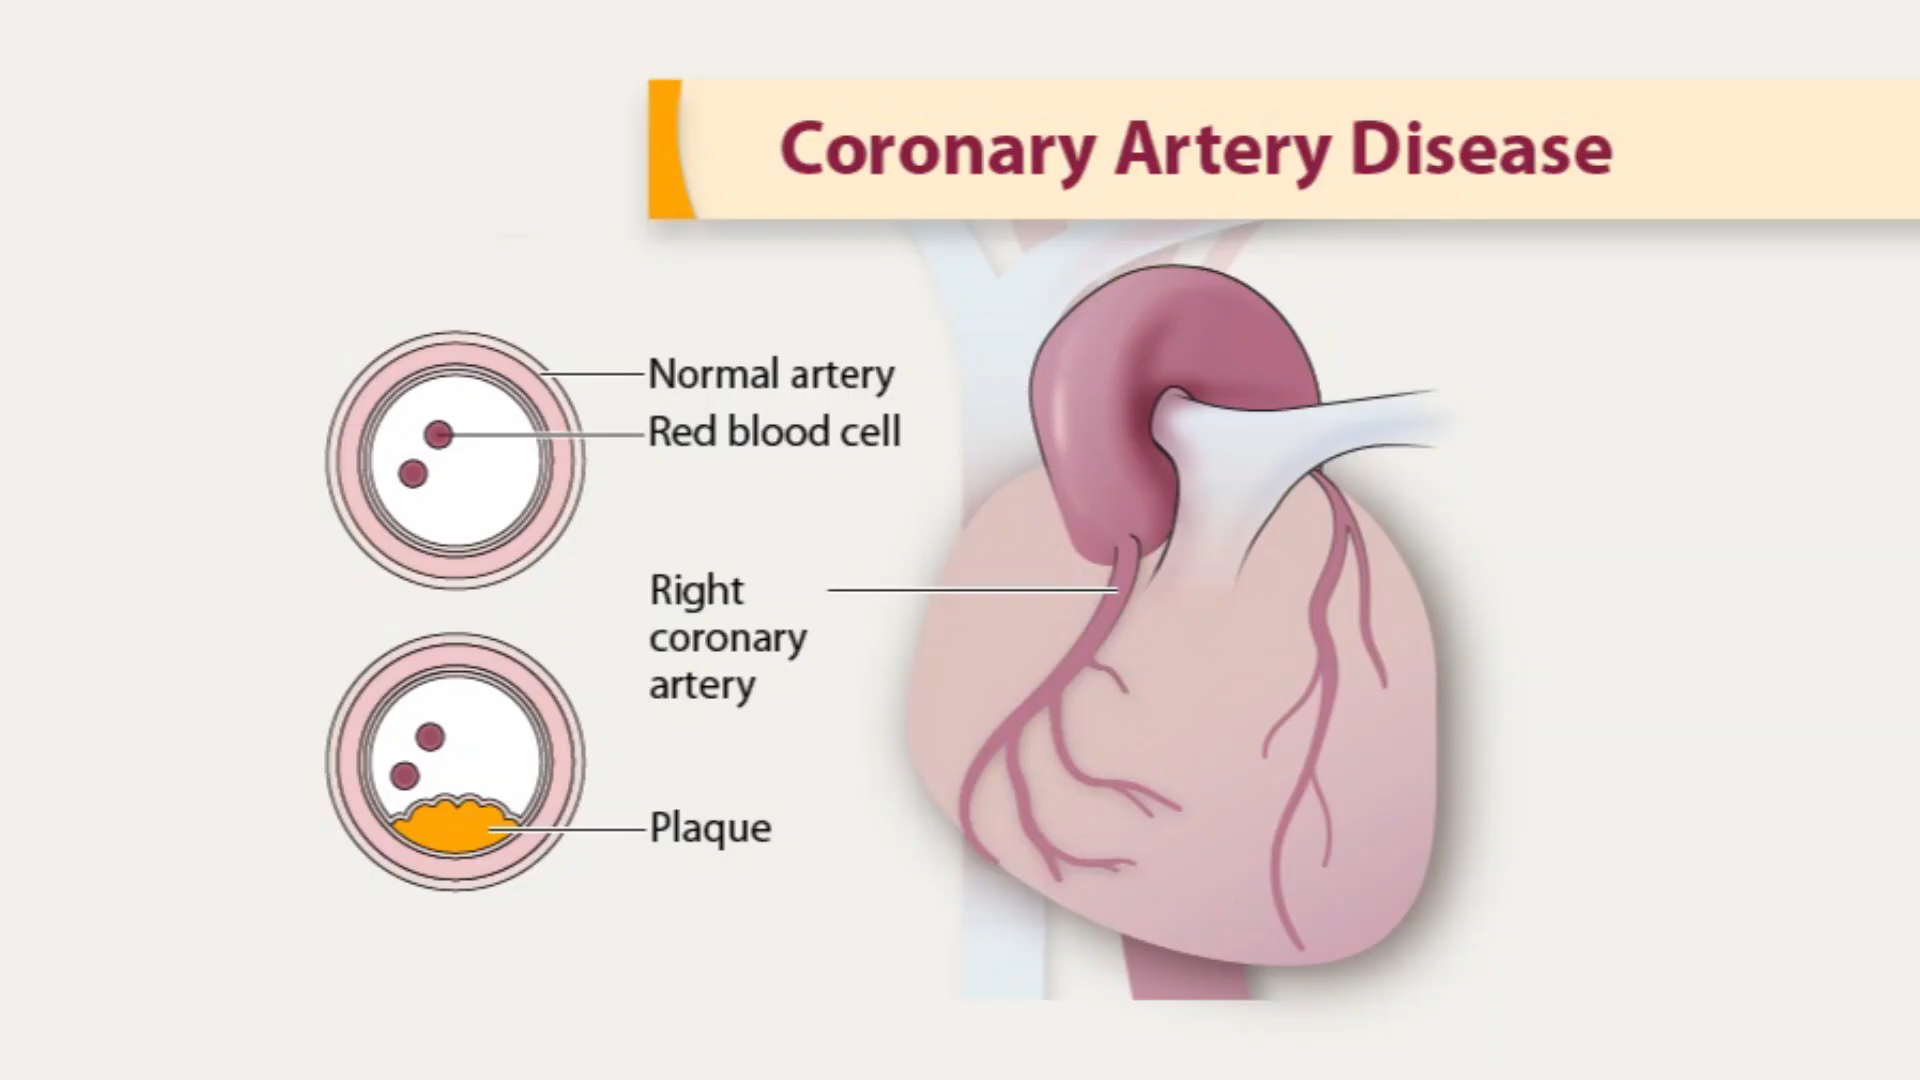 Coronary Artery Disease
Normal artery
Red blood cell
Right
coronary
artery
Plaque